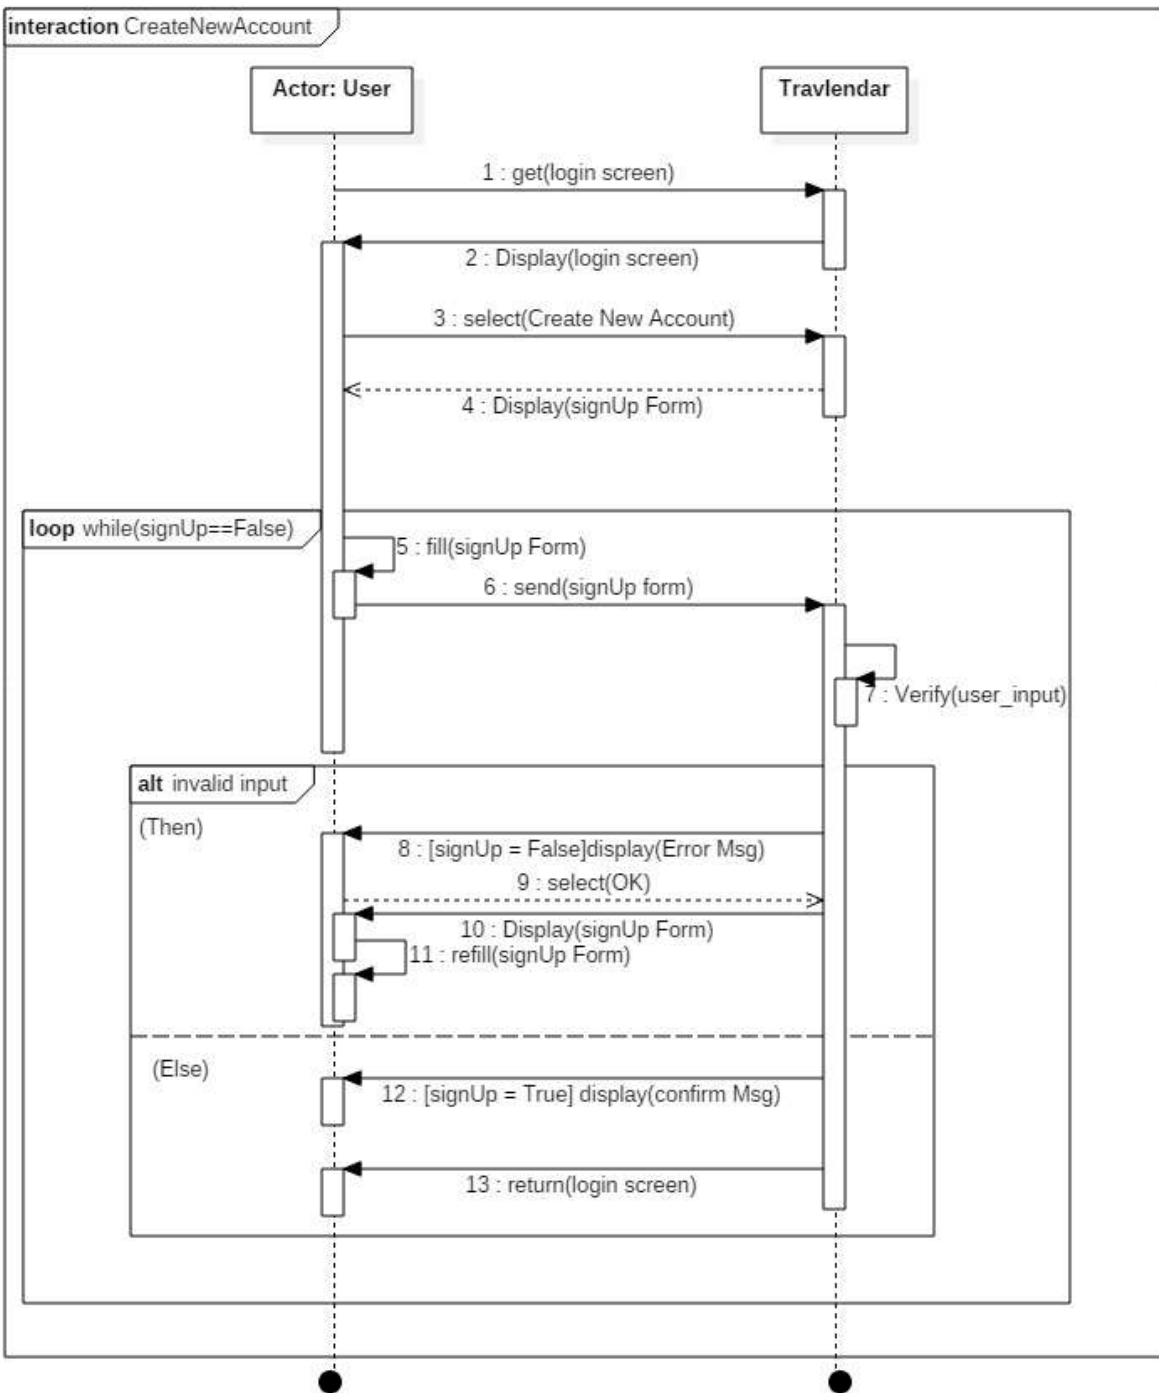 interaction CreateNewAccount
Actor: User
Travlendar
1 : get(login screen)
2 : Display(login screen)
3 : select(Create New Account)
4 : Display(signUp Form)
loop while(signUp==False)
5 : fill(signUp Form)
6 : send(signUp form)
7 : Verify(user_input)
alt invalid input
(Then)
8 : [signUp = False]display(Error Msg)
9 : select(OK)
10 : Display(signUp Form)
11 : refill(signUp Form)
(Else)
12 : [signUp = True] display(confirm Msg)
13 : return(login screen)